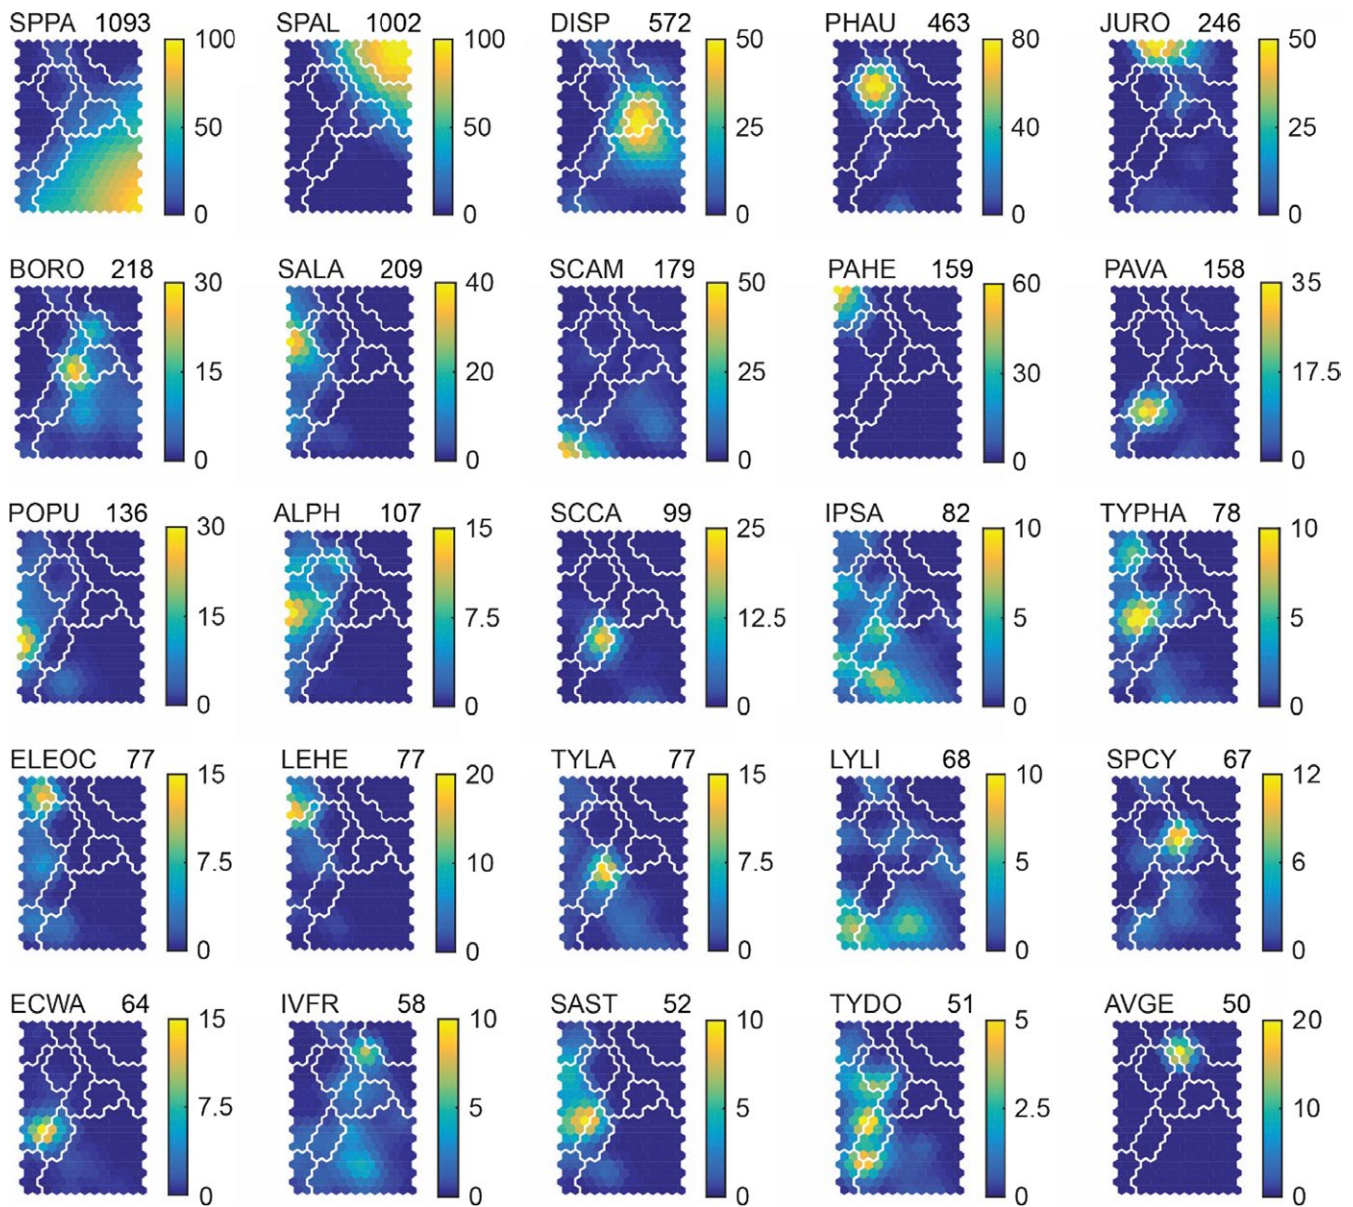 SPPA 1093 SPAL 1002 DISP 572 PHAU 463 JURO 246
100 100 50 80 50
50 50 25 40 25
0 0 0 0 0
BORO 218 SALA 209 SCAM 179 PAHE 159 PAVA 158
30 40 50 60 35
15 20 25 30 17.5
0 0 0 0 0
POPU 136 ALPH 107 SCCA 99 IPSA 82 TYPHA 78
30 15 25 10 10
15 7.5 12.5 5 5
0 0 0 0 0
ELEOC 77 LEHE 77 TYLA 77 LYLI 68 SPCY 67
15 20 15 10 12
7.5 10 7.5 5 6
0 0 0 0 0
ECWA 64 IVFR 58 SAST 52 TYDO 51 AVGE 50
15 10 10 5 20
7.5 5 5 2.5 10
0 0 0 0 0